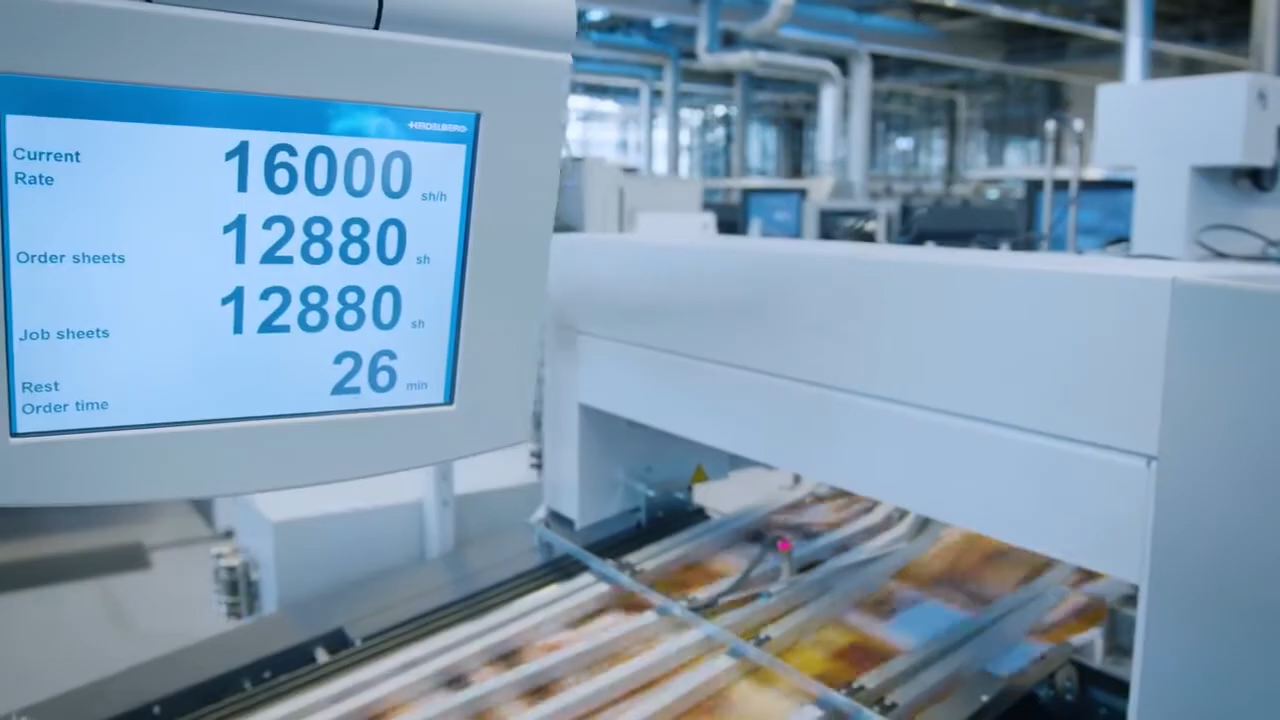 HEIDELBERG
Current
Rate
16000 sh/h
Order sheets
12880 sh
Job sheets
12880 sh
Rest
Order time
26 min